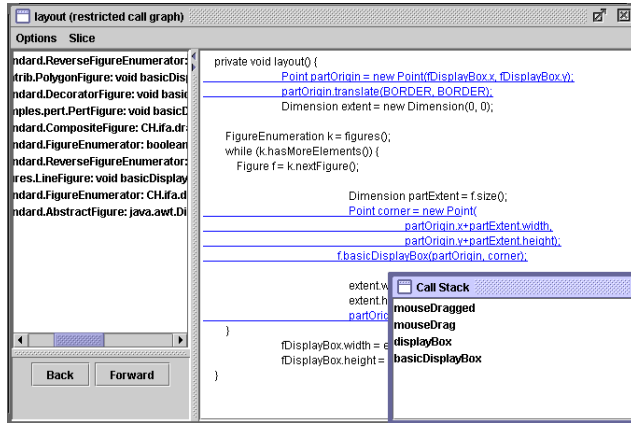 layout (restricted call graph)
Options Slice
ndard.ReverseFigureEnumerator:
trib.PolygonFigure: void basicDis
ndard.DecoratorFigure: void basic
nples.pert.PertFigure: void basicD
ndard.CompositeFigure: CH.ifa.dr
ndard.FigureEnumerator: boolean
ndard.ReverseFigureEnumerator:
res.LineFigure: void basicDisplay
ndard.FigureEnumerator: CH.ifa.d
ndard.AbstractFigure: java.awt.Di
Back Forward
private void layout() {
Point partOrigin = new Point(fDisplayBox.x, fDisplayBox.y);
partOrigin.translate(BORDER, BORDER);
Dimension extent = new Dimension(0, 0);
FigureEnumeration k = figures();
while (k.hasMoreElements()) {
Figure f = k.nextFigure();
Dimension partExtent = f.size();
Point corner = new Point(
partOrigin.x+partExtent.width,
partOrigin.y+partExtent.height);
f.basicDisplayBox(partOrigin, corner);
extent.w
extent.h
partOrig
}
fDisplayBox.width = e
fDisplayBox.height =
}
Call Stack
mouseDragged
mouseDrag
displayBox
basicDisplayBox